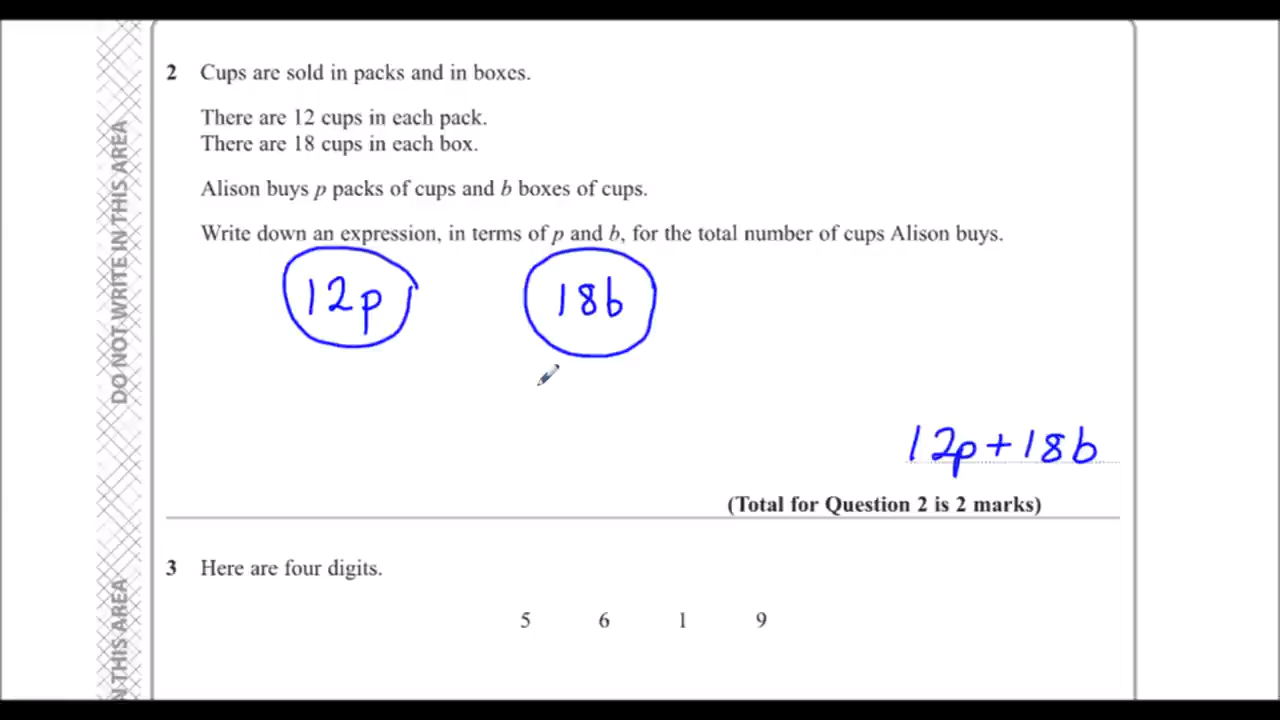 2 Cups are sold in packs and in boxes.
There are 12 cups in each pack.
There are 18 cups in each box.
Alison buys p packs of cups and b boxes of cups.
Write down an expression, in terms of p and b, for the total number of cups Alison buys.
12p 18b
12p + 18b
(Total for Question 2 is 2 marks)
3 Here are four digits.
5 6 1 9
DO NOT WRITE IN THIS AREA
N THIS AREA